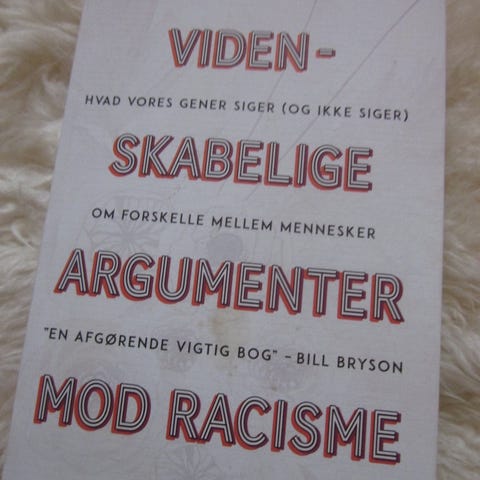 VIDEN-
HVAD VORES GENER SIGER (OG IKKE SIGER)
SKABELIGE
OM FORSKELLE MELLEM MENNESKER
ARGUMENTER
"EN AFGØRENDE VIGTIG BOG" - BILL BRYSON
MOD RACISME